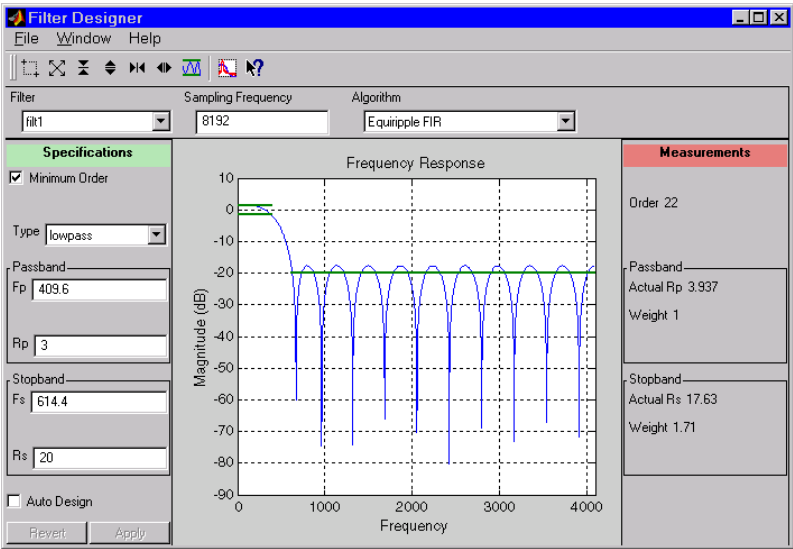 Filter Designer
File Window Help
Filter
Sampling Frequency
Algorithm
filt1
8192
Equiripple FIR
Specifications
Minimum Order
Type lowpass
Passband
Fp 409.6
Rp 3
Stopband
Fs 614.4
Rs 20
Auto Design
Revert Apply
Frequency Response
Magnitude (dB)
10
0
-10
-20
-30
-40
-50
-60
-70
-80
-90
0 1000 2000 3000 4000
Frequency
Measurements
Order 22
Passband
Actual Rp 3.937
Weight 1
Stopband
Actual Rs 17.63
Weight 1.71